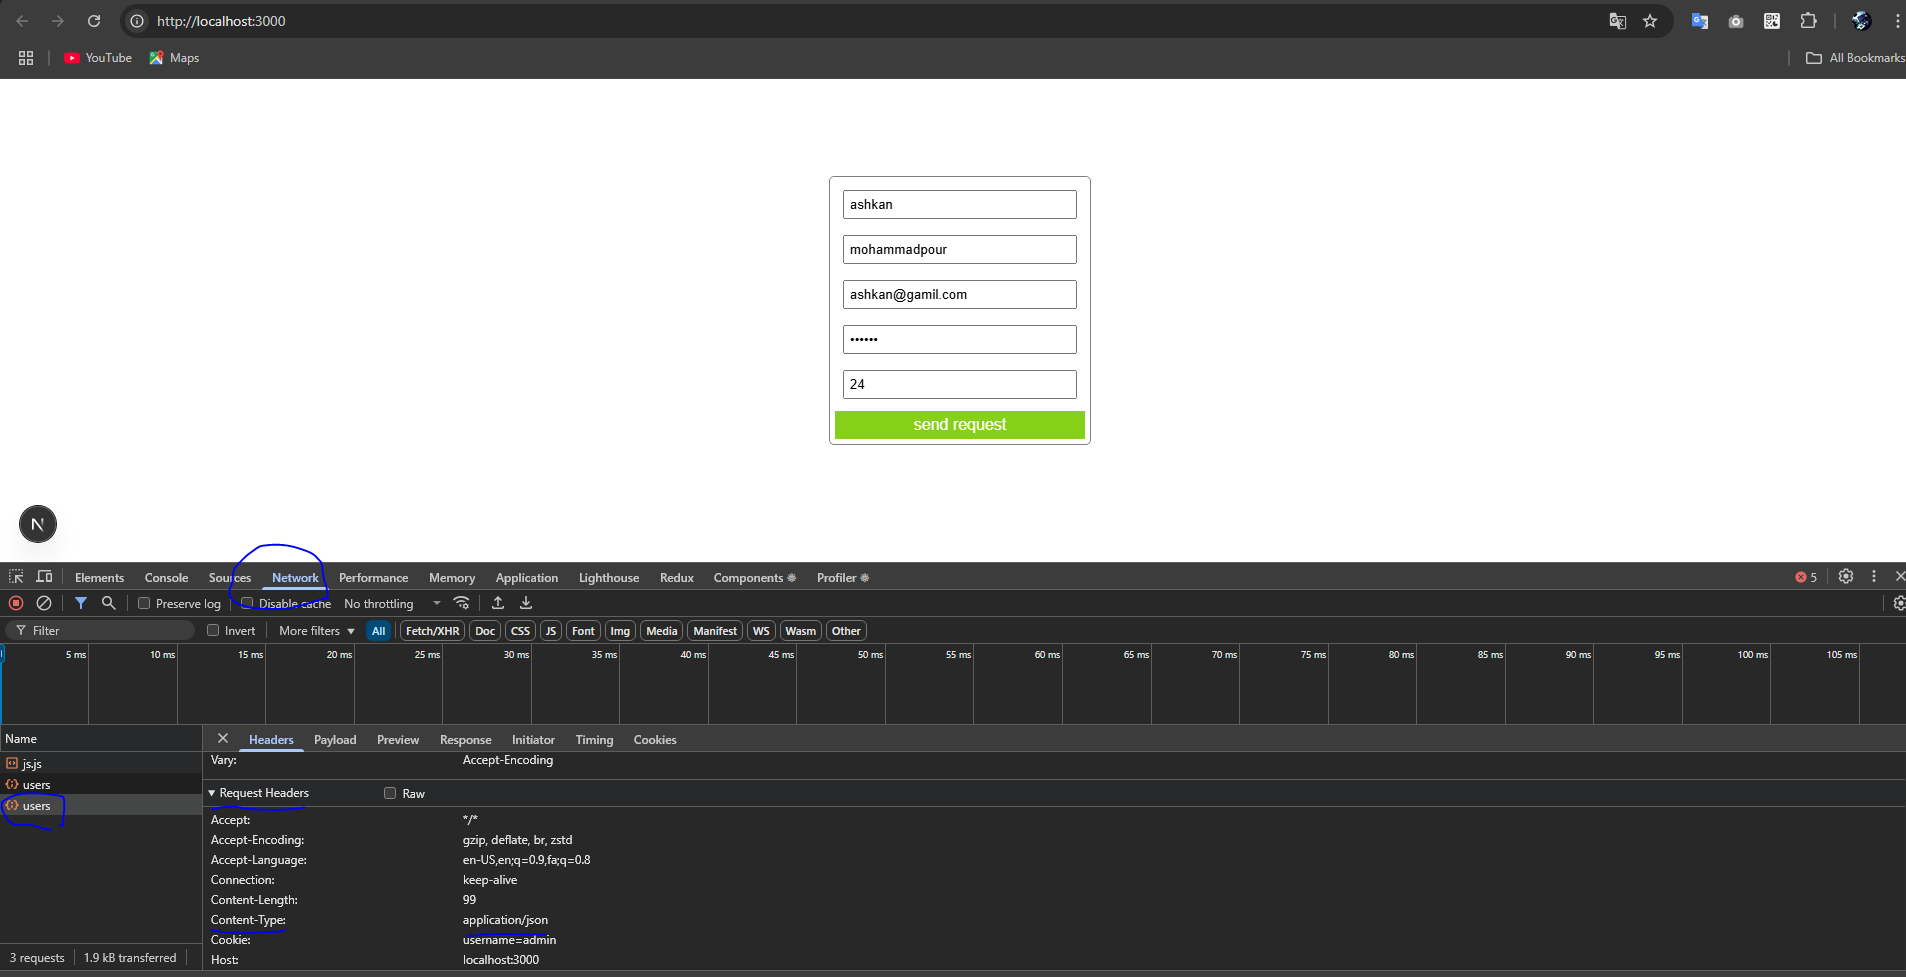 http://localhost:3000
YouTube Maps All Bookmarks
ashkan
mohammadpour
ashkan@gamil.com
••••••
24
send request
N
Elements Console Sources Network Performance Memory Application Lighthouse Redux Components Profiler 5
Preserve log Disable cache No throttling
Filter Invert More filters All Fetch/XHR Doc CSS JS Font Img Media Manifest WS Wasm Other
5 ms 10 ms 15 ms 20 ms 25 ms 30 ms 35 ms 40 ms 45 ms 50 ms 55 ms 60 ms 65 ms 70 ms 75 ms 80 ms 85 ms 90 ms 95 ms 100 ms 105 ms
Name Headers Payload Preview Response Initiator Timing Cookies
js.js
users
users
Vary: Accept-Encoding
Request Headers Raw
Accept: */*
Accept-Encoding: gzip, deflate, br, zstd
Accept-Language: en-US,en;q=0.9,fa;q=0.8
Connection: keep-alive
Content-Length: 99
Content-Type: application/json
Cookie: username=admin
Host: localhost:3000
3 requests 1.9 kB transferred